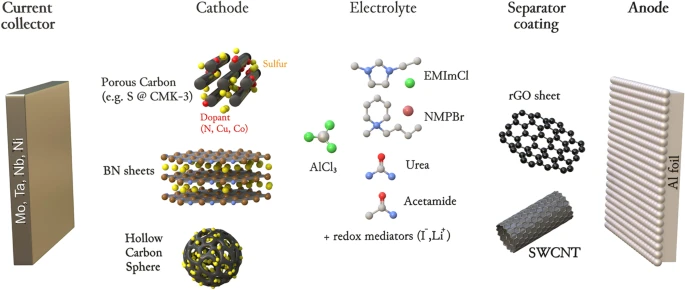 Current
collector
Cathode
Electrolyte
Separator
coating
Anode
Mo, Ta, Nb, Ni
Porous Carbon
(e.g. S @ CMK-3)
Sulfur
Dopant
(N, Cu, Co)
BN sheets
Hollow
Carbon
Sphere
AlCl₃
EMImCl
NMPBr
Urea
Acetamide
+ redox mediators (I⁻,Li⁺)
rGO sheet
SWCNT
Al foil